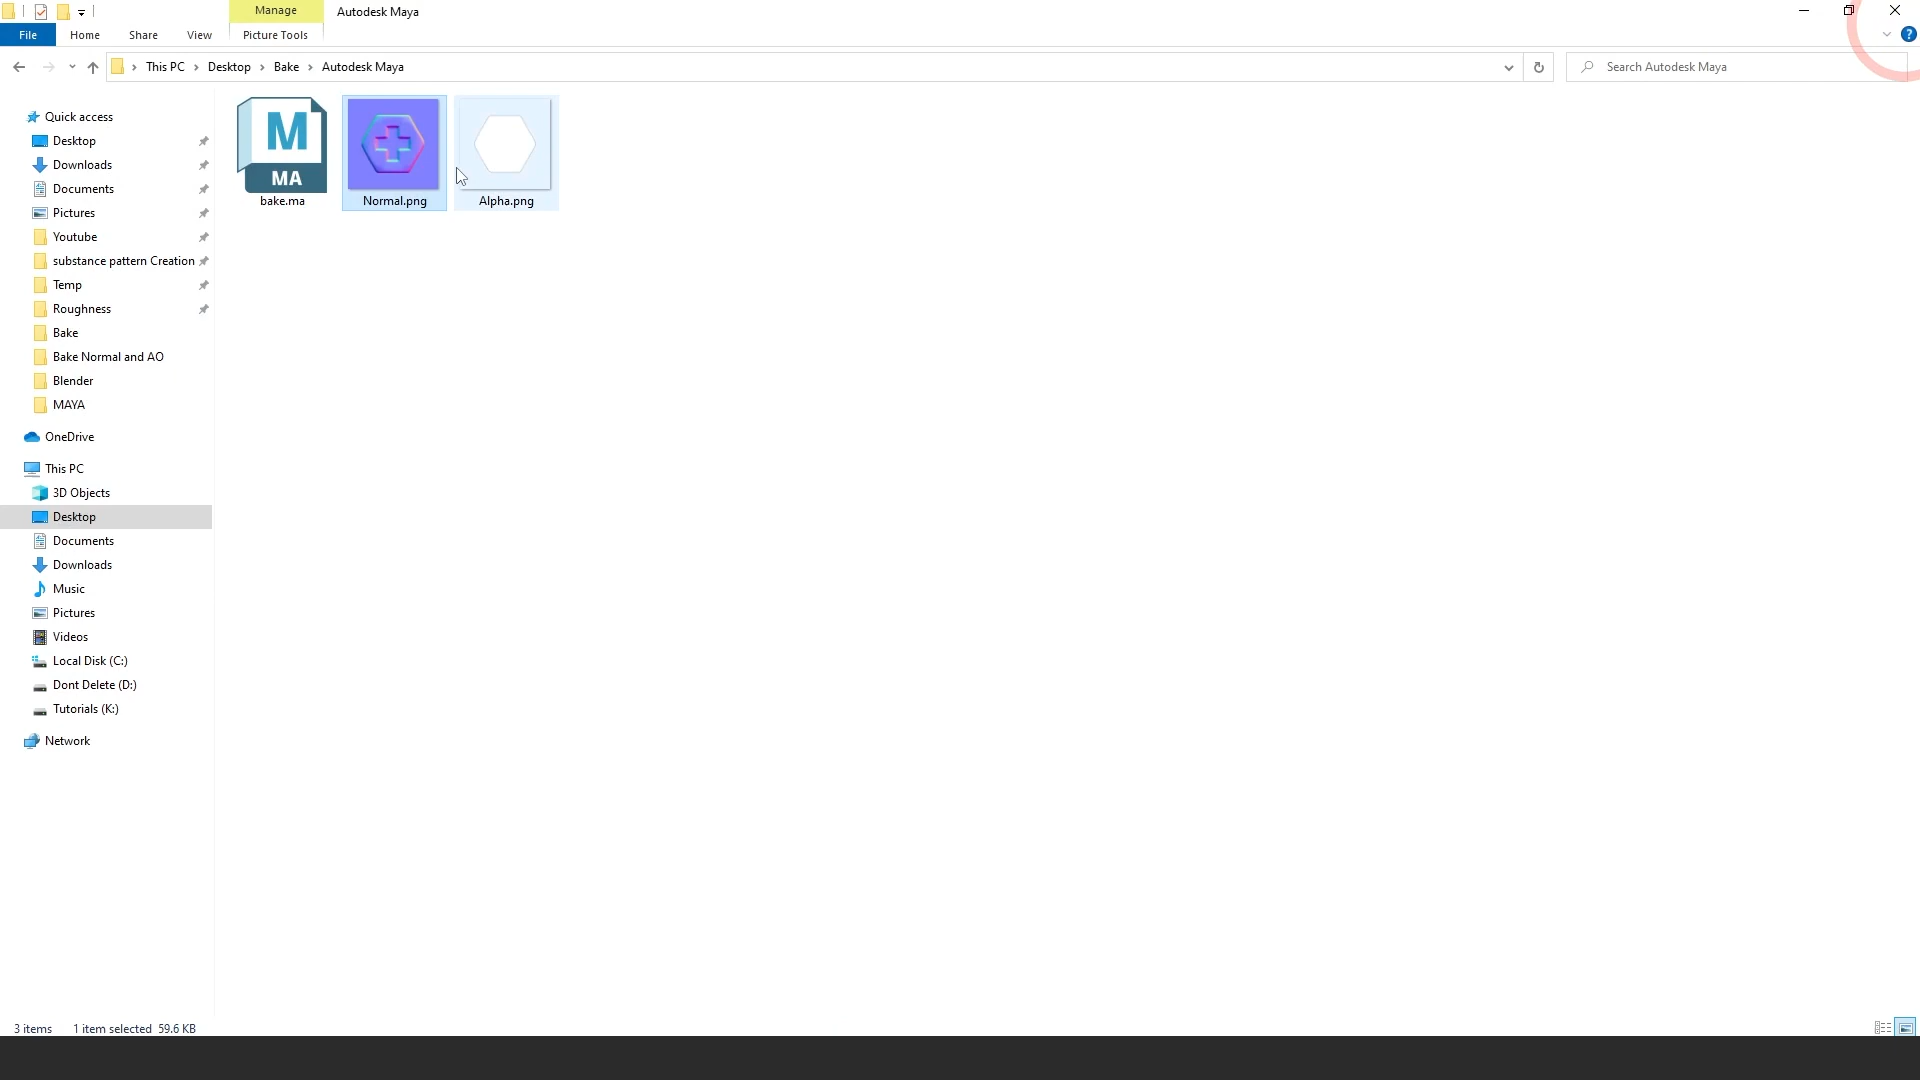 Manage
Autodesk Maya
File
Home
Share
View
Picture Tools
?
This PC
Desktop
Bake
Autodesk Maya
Search Autodesk Maya
Quick access
Desktop
Downloads
Documents
Pictures
Youtube
substance pattern Creation
Temp
Roughness
Bake
Bake Normal and AO
Blender
MAYA
OneDrive
This PC
3D Objects
Desktop
Documents
Downloads
Music
Pictures
Videos
Local Disk (C:)
Dont Delete (D:)
Tutorials (K:)
Network
M
MA
bake.ma
Normal.png
Alpha.png
3 items
1 item selected 59.6 KB